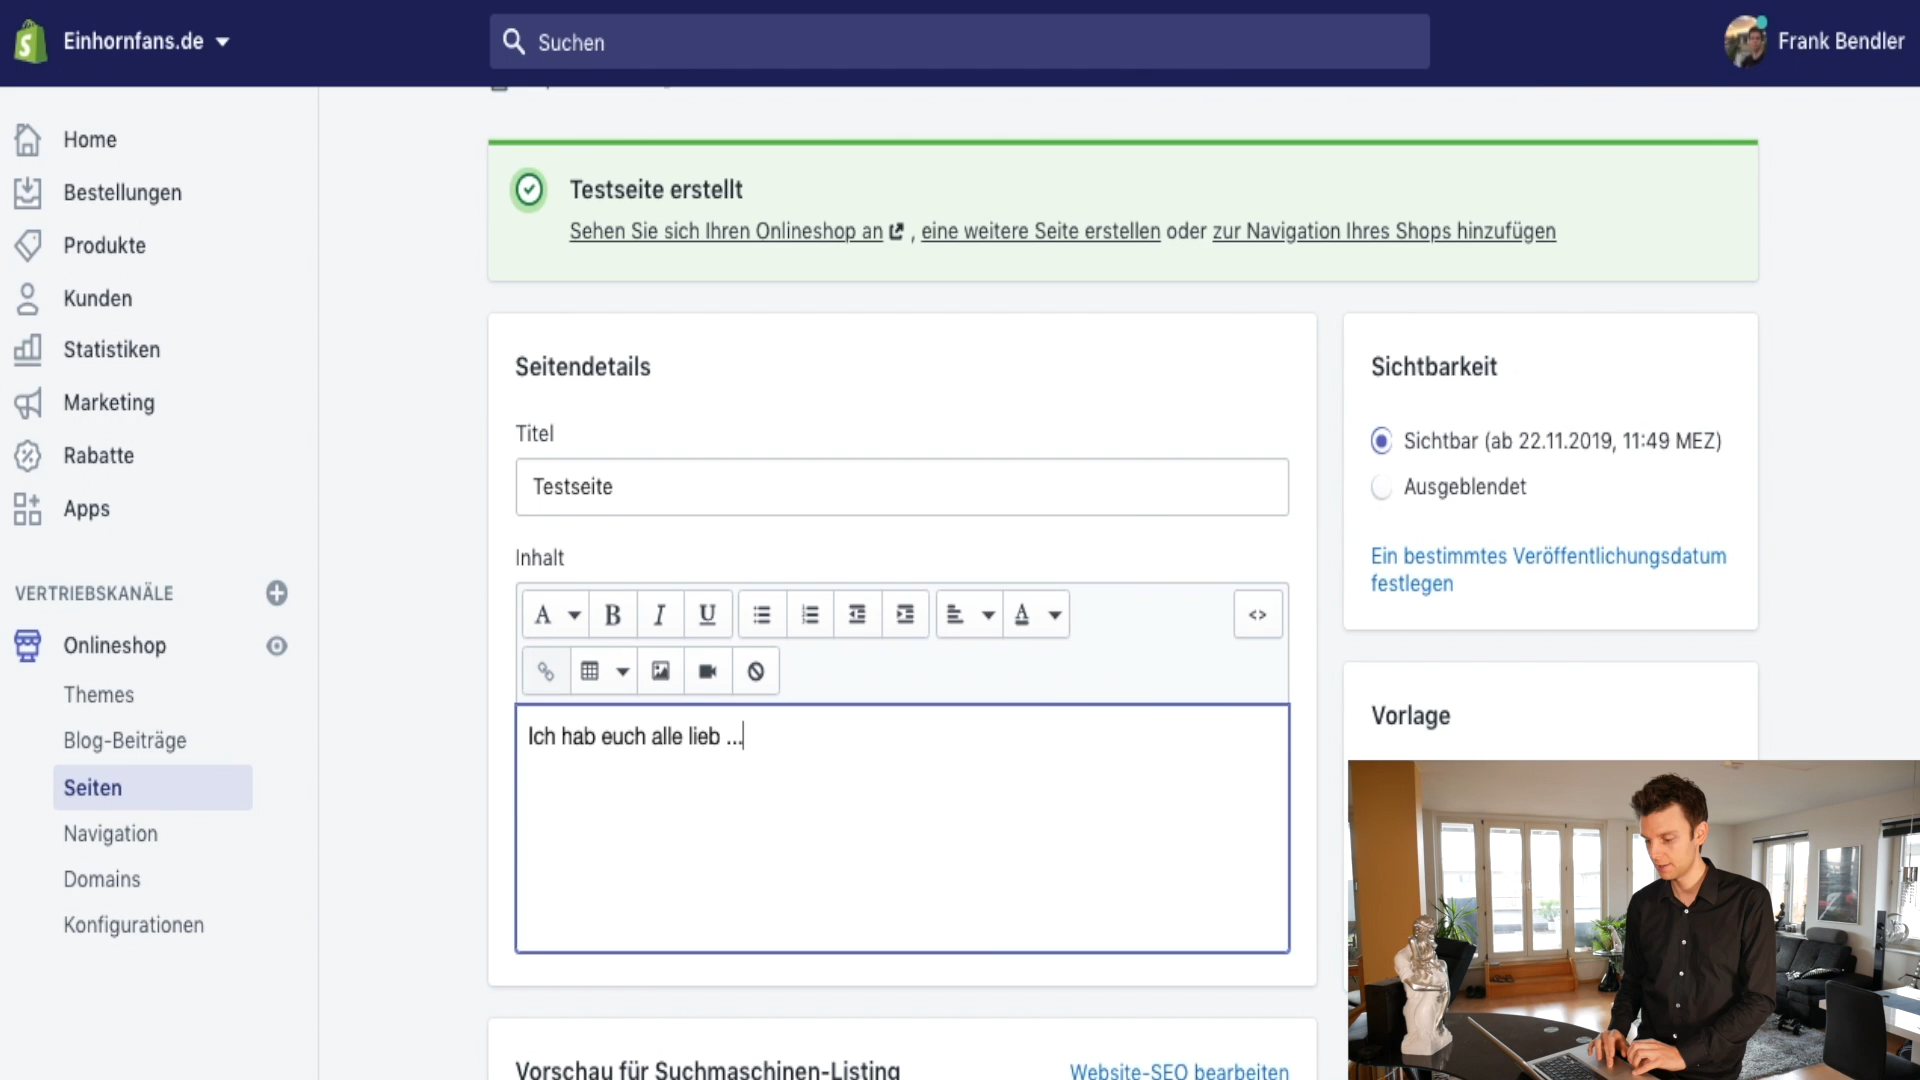 Einhornfans.de
Suchen
Frank Bendler
Home
Bestellungen
Produkte
Kunden
Statistiken
Marketing
Rabatte
Apps
VERTRIEBSKANÄLE
Onlineshop
Themes
Blog-Beiträge
Seiten
Navigation
Domains
Konfigurationen
Testseite erstellt
Sehen Sie sich Ihren Onlineshop an , eine weitere Seite erstellen oder zur Navigation Ihres Shops hinzufügen
Seitendetails
Titel
Testseite
Inhalt
A B I U A <>
Ich hab euch alle lieb ...
Vorschau für Suchmaschinen-Listing
Website-SEO bearbeiten
Sichtbarkeit
Sichtbar (ab 22.11.2019, 11:49 MEZ)
Ausgeblendet
Ein bestimmtes Veröffentlichungsdatum
festlegen
Vorlage